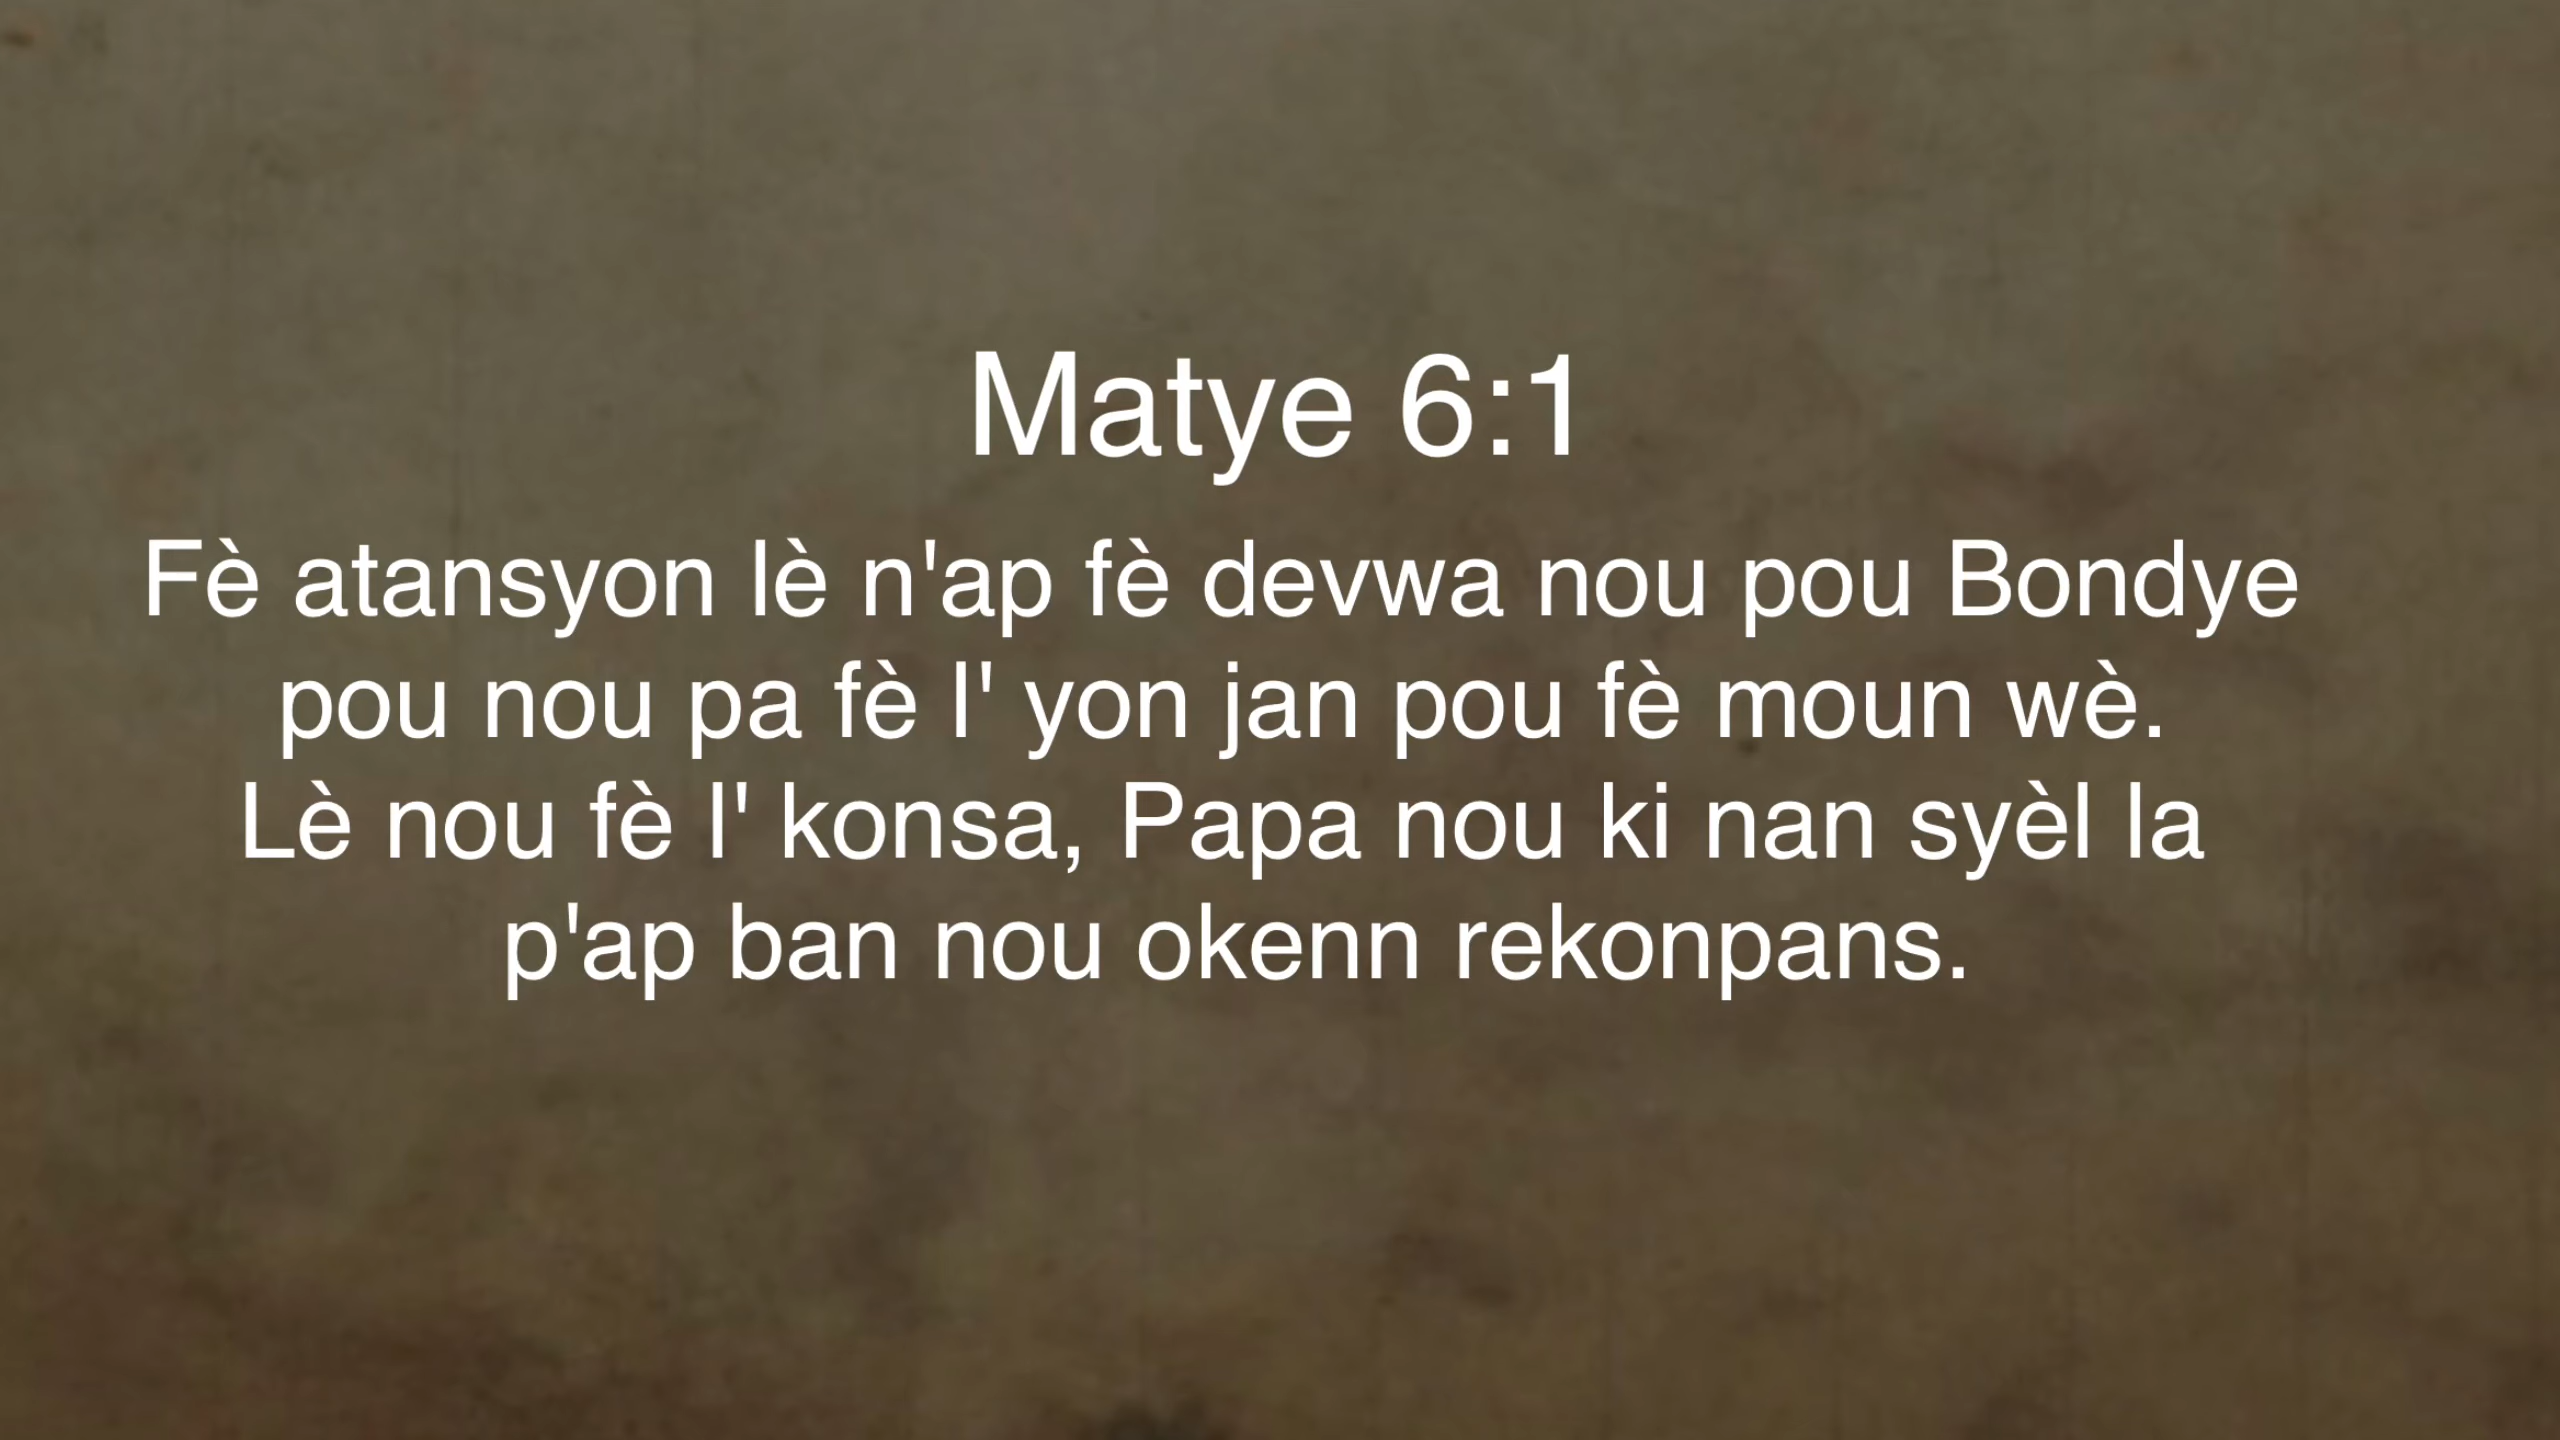 Matye 6:1
Fè atansyon lè n'ap fè devwa nou pou Bondye
pou nou pa fè l' yon jan pou fè moun wè.
Lè nou fè l' konsa, Papa nou ki nan syèl la
p'ap ban nou okenn rekonpans.